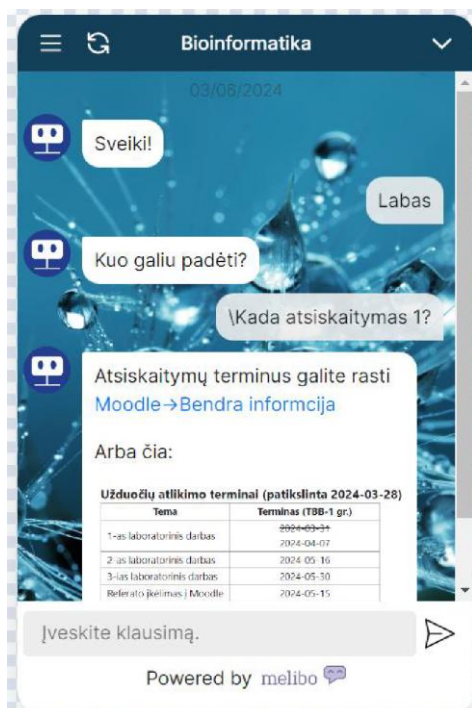 Bioinformatika
03/06/2024
Sveiki!
Labas
Kuo galiu padėti?
\Kada atsiskaitymas 1?
Atsiskaitymų terminus galite rasti
Moodle→Bendra informcija
Arba čia:
Užduočių atlikimo terminai (patikslinta 2024-03-28)
Tema Terminas (TBB-1 gr.)
2024-03-31
1-as laboratorinis darbas
2024-04-07
2-as laboratorinis darbas 2024-05-16
3-ias laboratorinis darbas 2024-05-30
Referato įkėlimas į Moodle 2024-05-15
Įveskite klausimą.
Powered by melibo